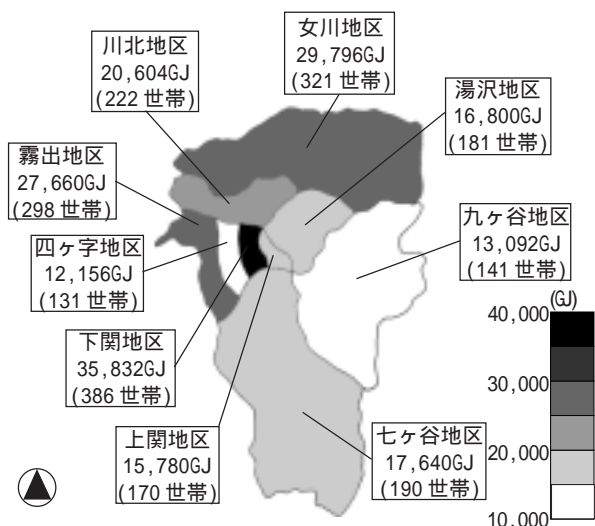 女川地区
29,796GJ
(321 世帯)
川北地区
20,604GJ
(222 世帯)
湯沢地区
16,800GJ
(181 世帯)
霧出地区
27,660GJ
(298 世帯)
九ヶ谷地区
13,092GJ
(141 世帯)
四ヶ字地区
12,156GJ
(131 世帯)
下関地区
35,832GJ
(386 世帯)
上関地区
15,780GJ
(170 世帯)
七ヶ谷地区
17,640GJ
(190 世帯)
(GJ)
40,000
30,000
20,000
10,000